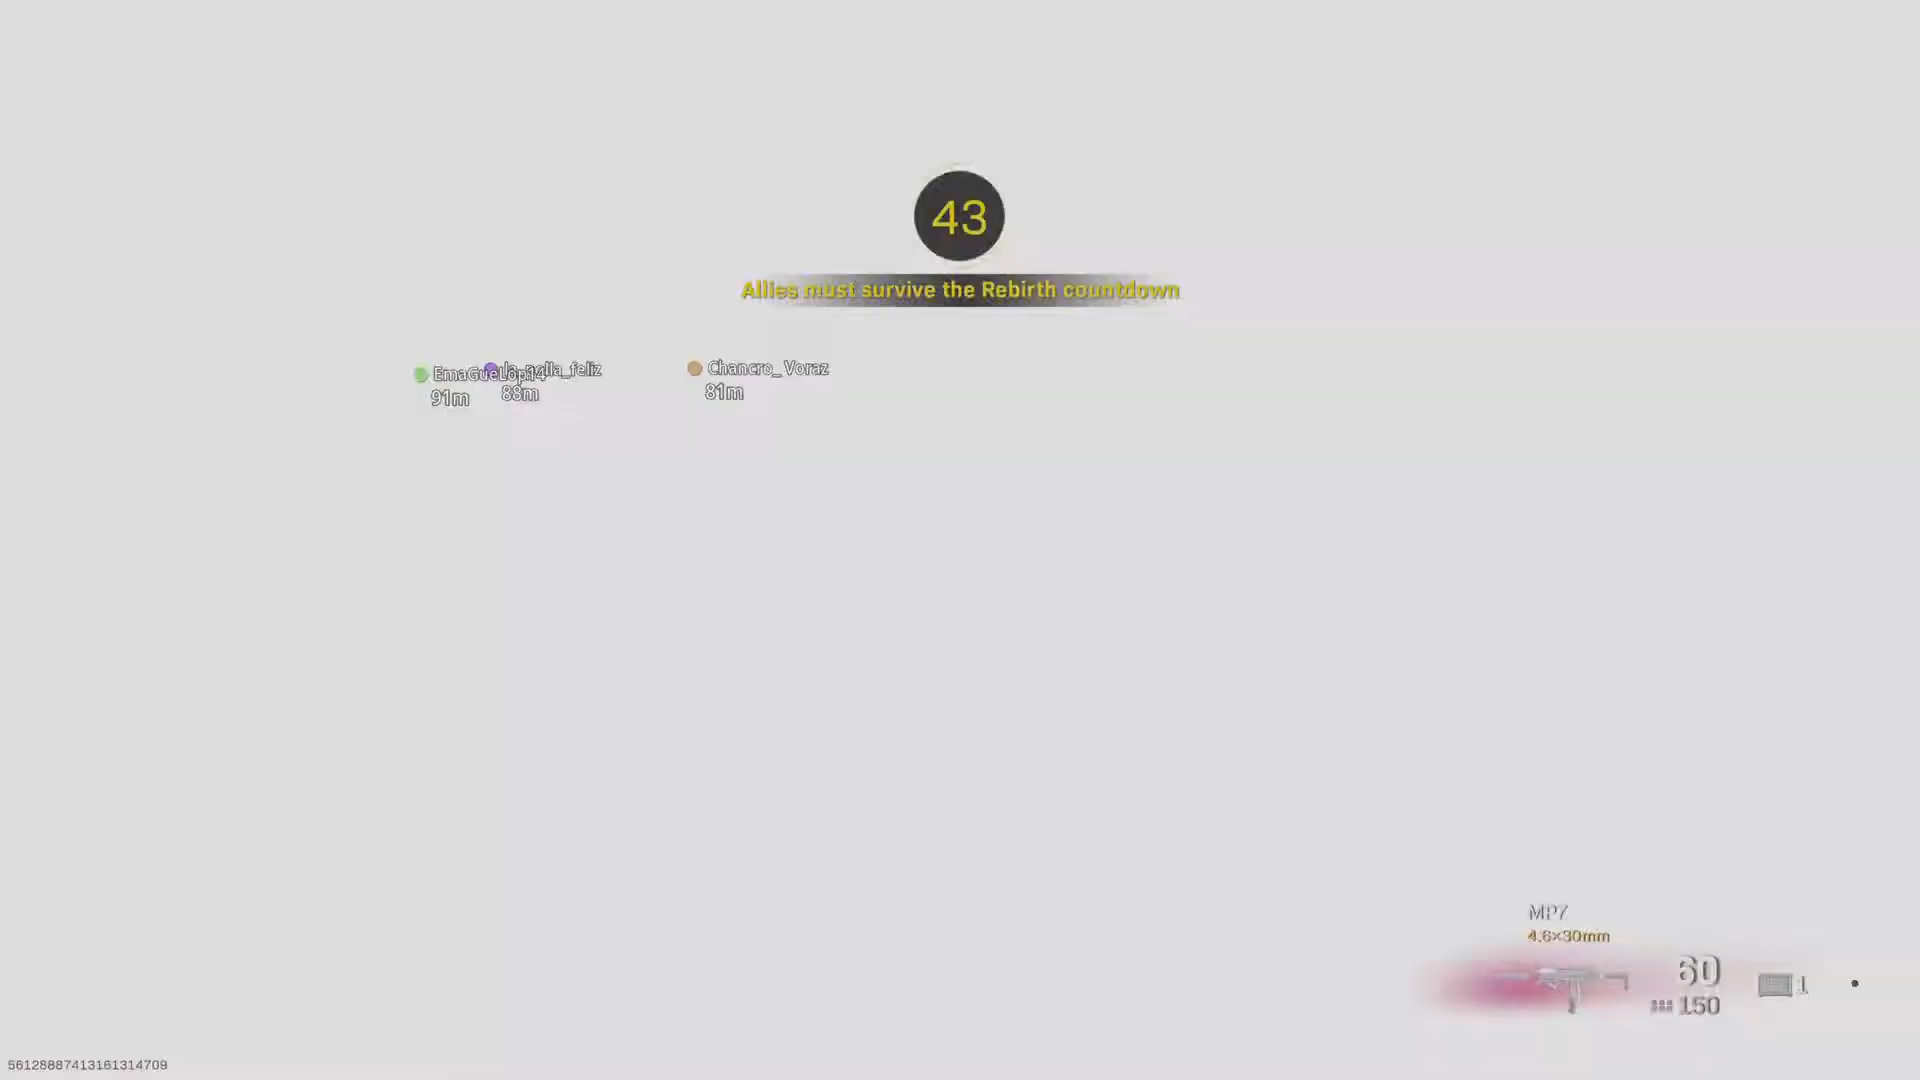 43
Allies must survive the Rebirth countdown
Chancro_Voraz
91m
88m
81m
MP7
4.6×30mm
60
150
1
56128887413161314709